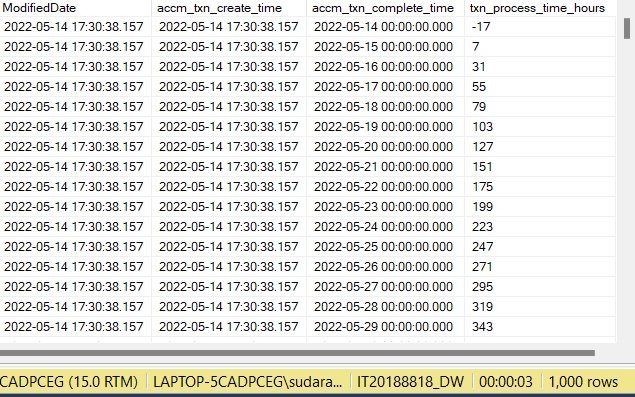 ModifiedDate accm_txn_create_time accm_txn_complete_time txn_process_time_hours
2022-05-14 17:30:38.157 2022-05-14 17:30:38.157 2022-05-14 00:00:00.000 -17
2022-05-14 17:30:38.157 2022-05-14 17:30:38.157 2022-05-15 00:00:00.000 7
2022-05-14 17:30:38.157 2022-05-14 17:30:38.157 2022-05-16 00:00:00.000 31
2022-05-14 17:30:38.157 2022-05-14 17:30:38.157 2022-05-17 00:00:00.000 55
2022-05-14 17:30:38.157 2022-05-14 17:30:38.157 2022-05-18 00:00:00.000 79
2022-05-14 17:30:38.157 2022-05-14 17:30:38.157 2022-05-19 00:00:00.000 103
2022-05-14 17:30:38.157 2022-05-14 17:30:38.157 2022-05-20 00:00:00.000 127
2022-05-14 17:30:38.157 2022-05-14 17:30:38.157 2022-05-21 00:00:00.000 151
2022-05-14 17:30:38.157 2022-05-14 17:30:38.157 2022-05-22 00:00:00.000 175
2022-05-14 17:30:38.157 2022-05-14 17:30:38.157 2022-05-23 00:00:00.000 199
2022-05-14 17:30:38.157 2022-05-14 17:30:38.157 2022-05-24 00:00:00.000 223
2022-05-14 17:30:38.157 2022-05-14 17:30:38.157 2022-05-25 00:00:00.000 247
2022-05-14 17:30:38.157 2022-05-14 17:30:38.157 2022-05-26 00:00:00.000 271
2022-05-14 17:30:38.157 2022-05-14 17:30:38.157 2022-05-27 00:00:00.000 295
2022-05-14 17:30:38.157 2022-05-14 17:30:38.157 2022-05-28 00:00:00.000 319
2022-05-14 17:30:38.157 2022-05-14 17:30:38.157 2022-05-29 00:00:00.000 343
CADPCEG (15.0 RTM) LAPTOP-5CADPCEG\sudara... IT20188818_DW 00:00:03 1,000 rows